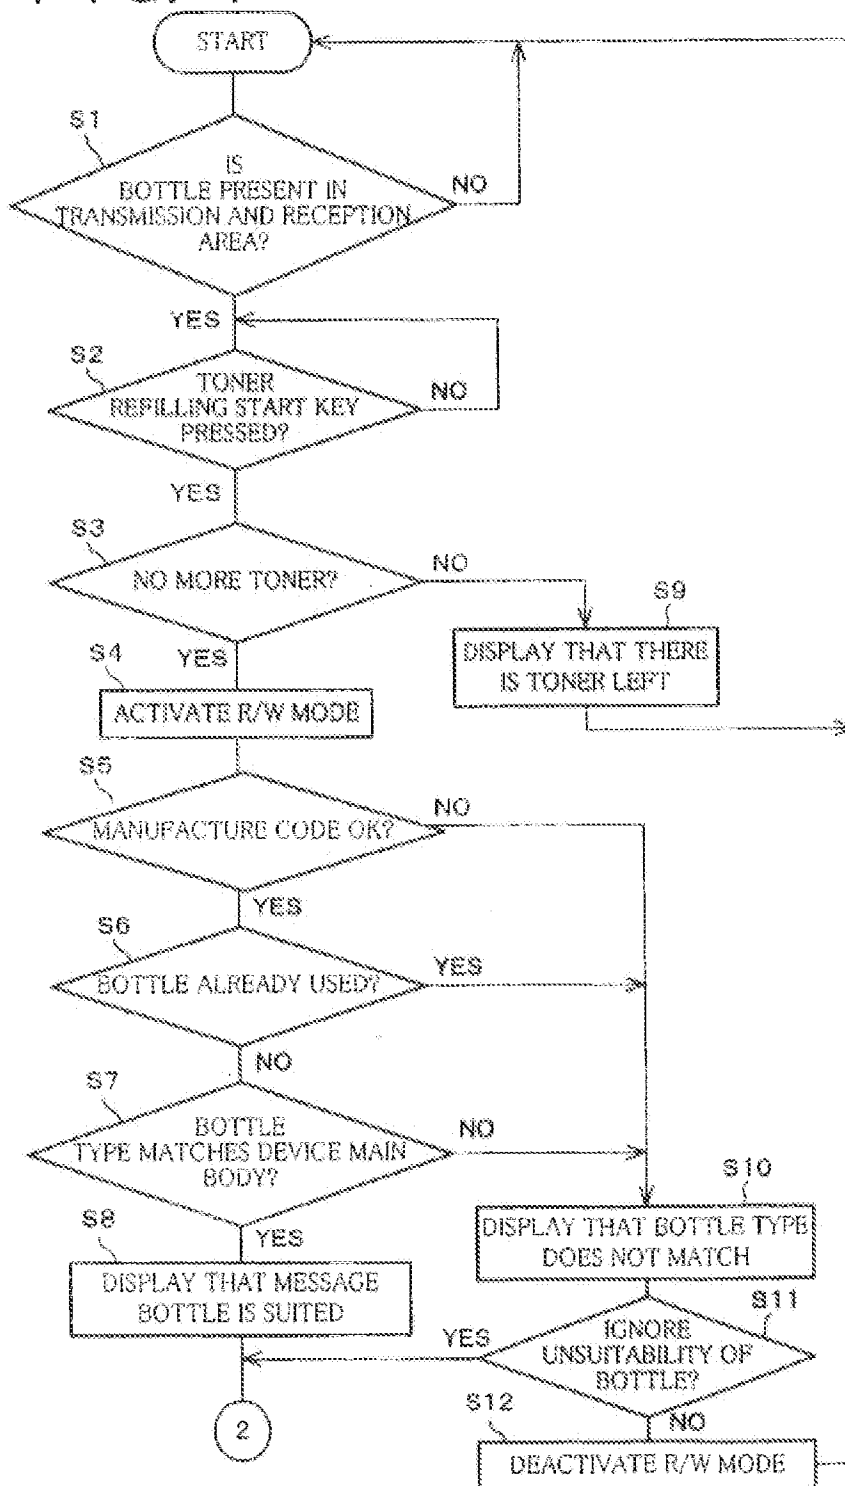 START
S1
IS
BOTTLE PRESENT IN
TRANSMISSION AND RECEPTION
AREA?
NO
YES
S2
TONER
REFILLING START KEY
PRESSED?
NO
YES
S3
NO MORE TONER?
NO
YES
S9
DISPLAY THAT THERE
IS TONER LEFT
S4
ACTIVATE R/W MODE
S5
MANUFACTURE CODE OK?
NO
YES
S6
BOTTLE ALREADY USED?
YES
NO
S7
BOTTLE
TYPE MATCHES DEVICE MAIN
BODY?
NO
YES
S10
DISPLAY THAT BOTTLE TYPE
DOES NOT MATCH
S8
DISPLAY THAT MESSAGE
BOTTLE IS SUITED
S11
IGNORE
UNSUITABILITY OF
BOTTLE?
YES
NO
2
S12
DEACTIVATE R/W MODE